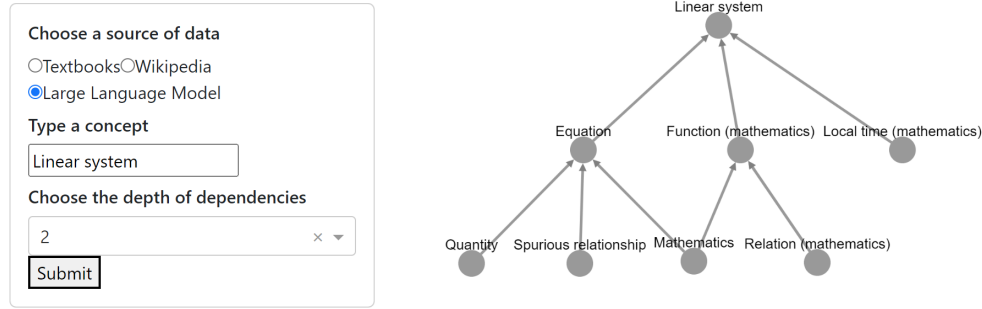 Choose a source of data
Textbooks Wikipedia
Large Language Model
Type a concept
Linear system
Choose the depth of dependencies
2
Submit
Linear system
Equation Function (mathematics) Local time (mathematics)
Quantity Spurious relationship Mathematics Relation (mathematics)